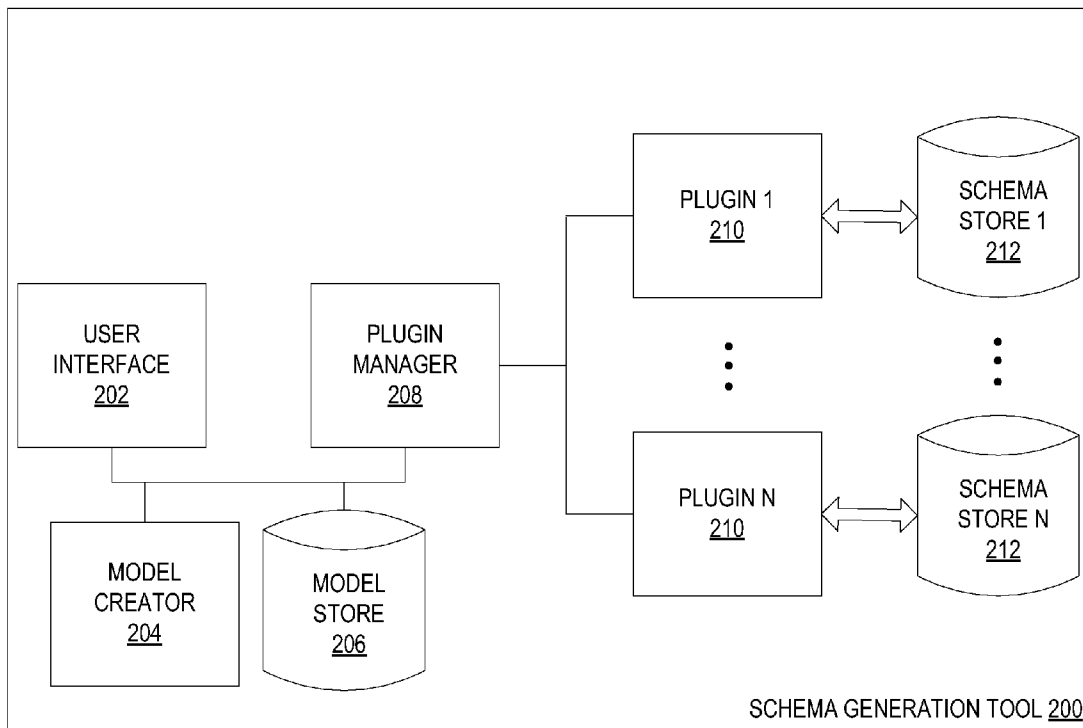 PLUGIN 1
210
SCHEMA
STORE 1
212
USER
INTERFACE
202
PLUGIN
MANAGER
208
PLUGIN N
210
SCHEMA
STORE N
212
MODEL
CREATOR
204
MODEL
STORE
206
SCHEMA GENERATION TOOL 200